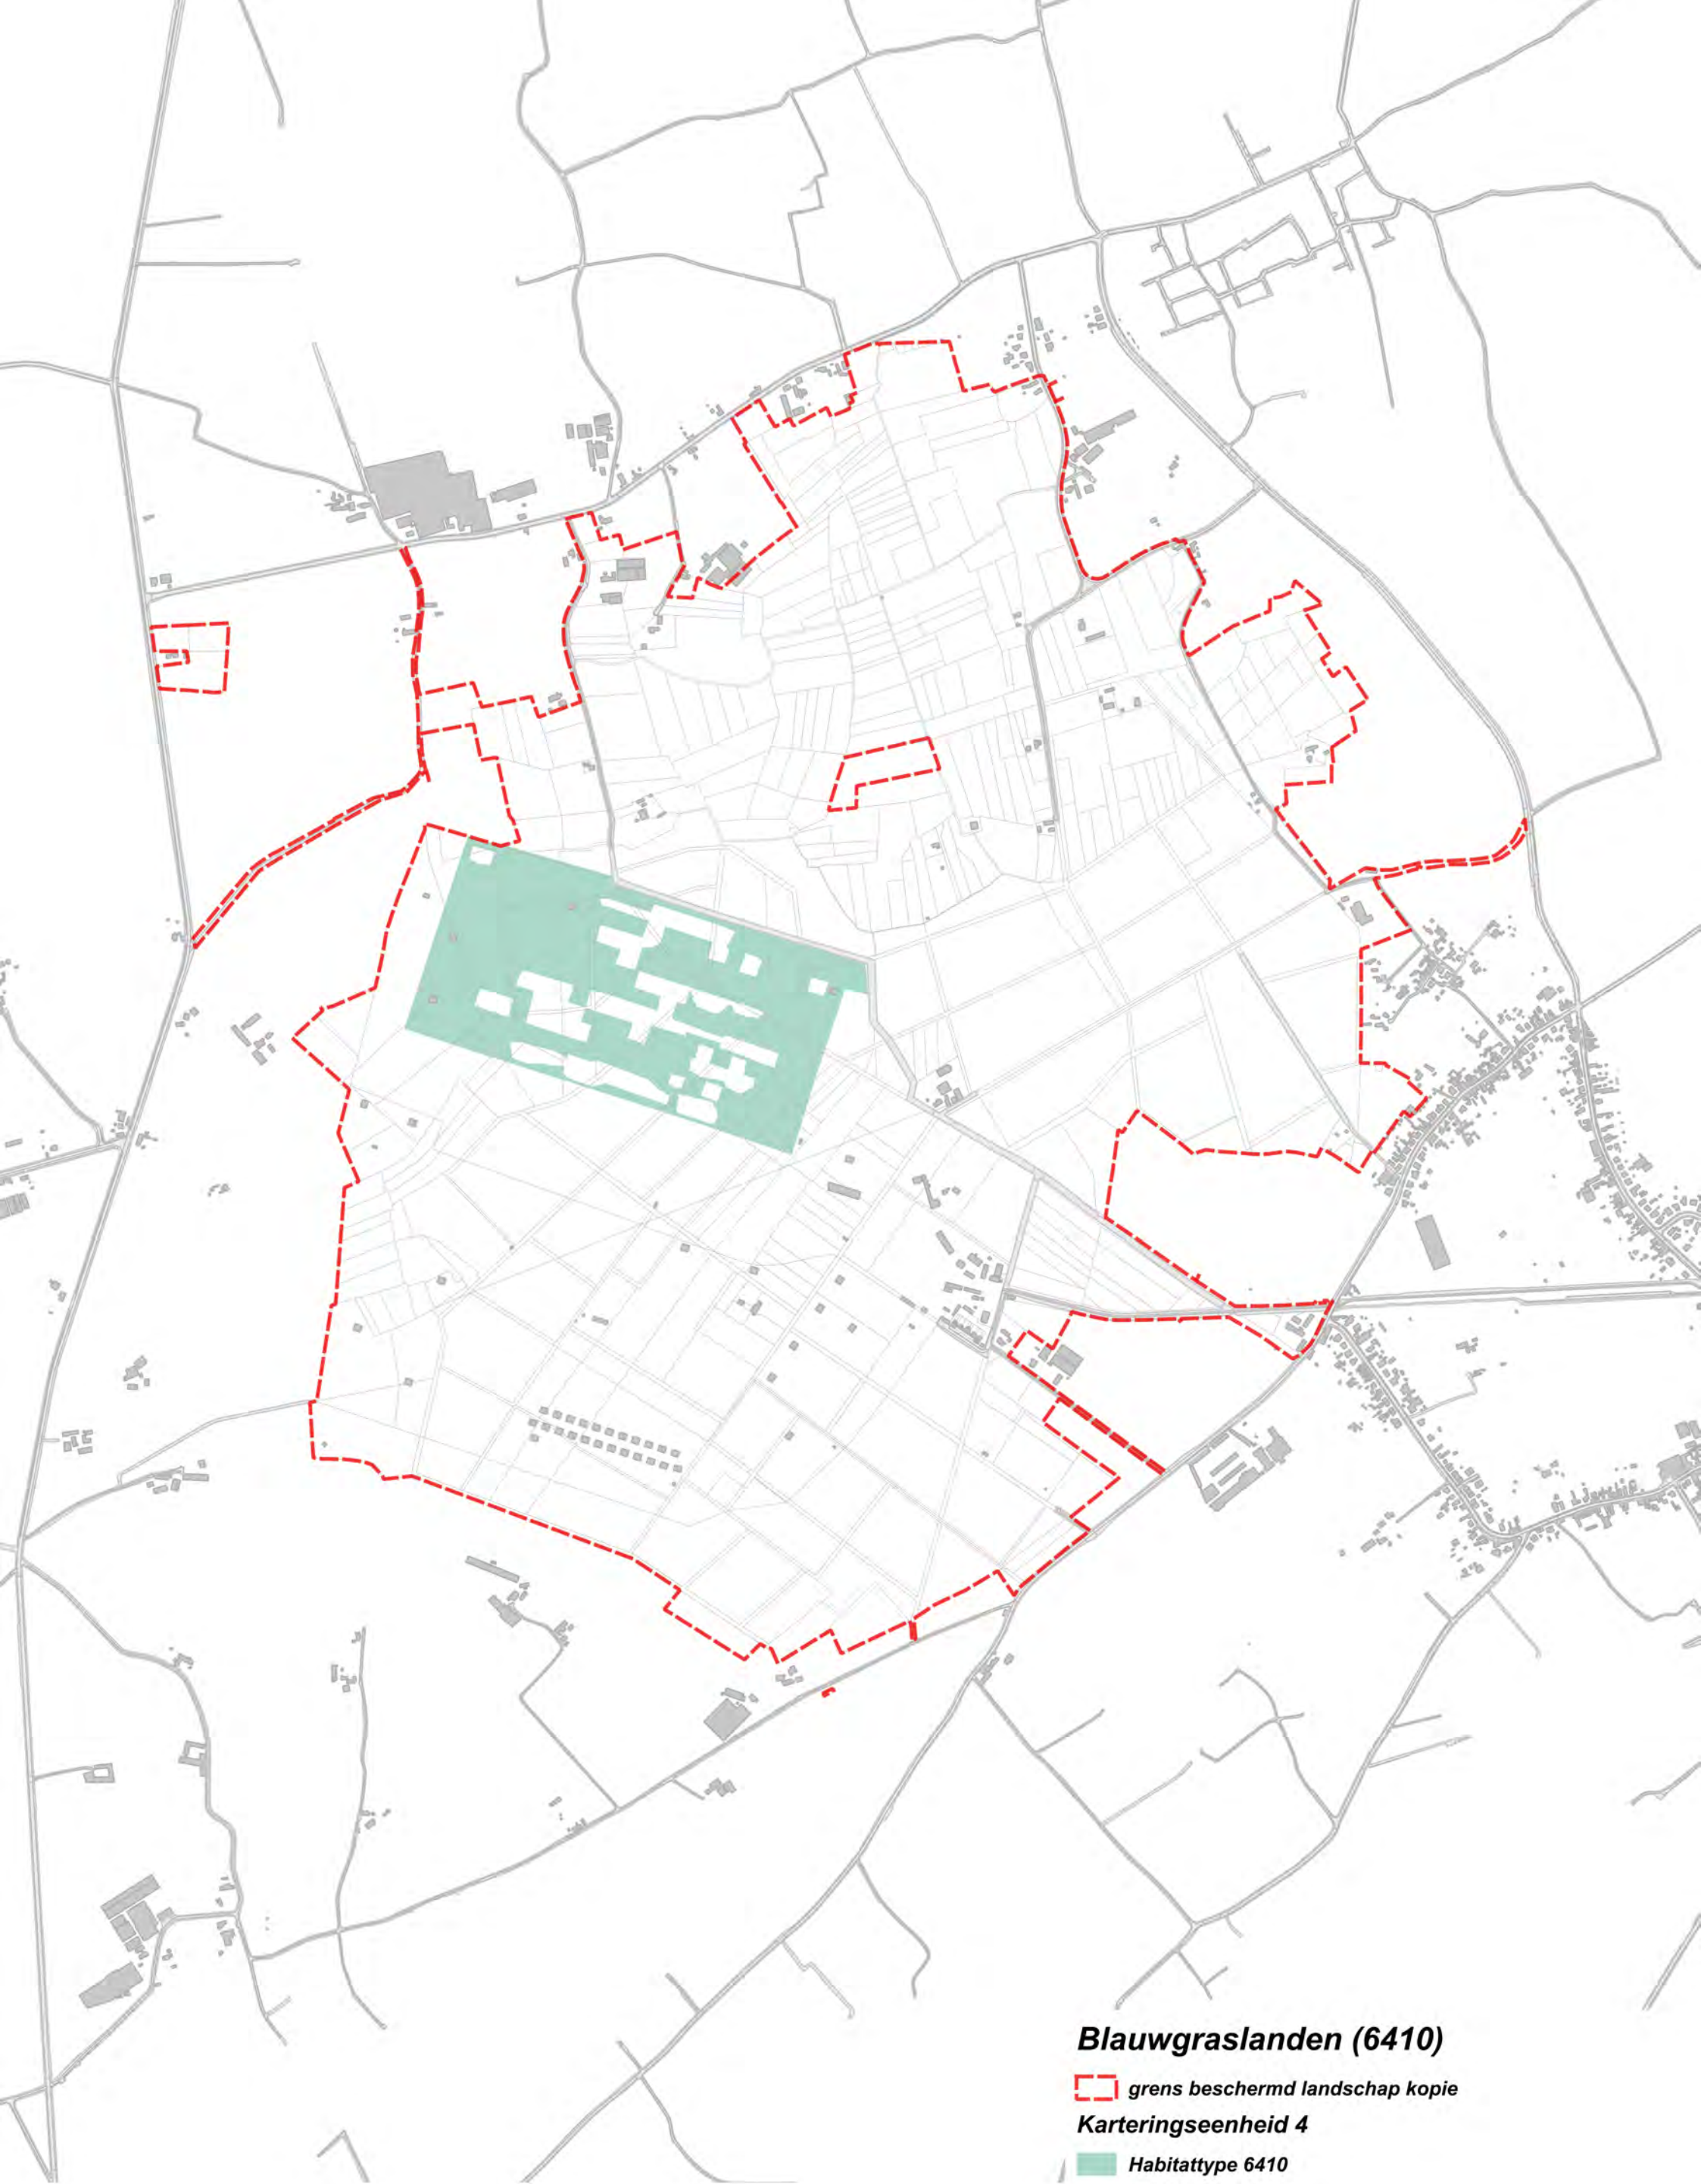 Blauwgraslanden (6410)
grens beschermd landschap kopie
Karteringseenheid 4
Habitattype 6410